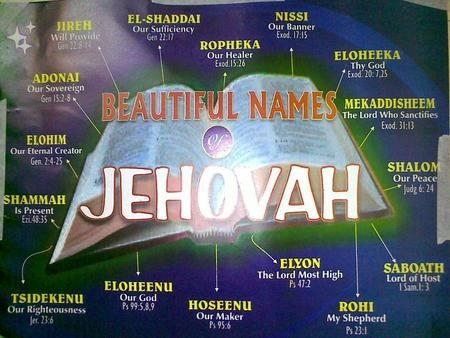 JIREH
Will Provide
Gen 22:8-14
EL-SHADDAI
Our Sufficiency
Gen 22:17
NISSI
Our Banner
Exod. 17:15
ROPHEKA
Our Healer
Exod.15:26
ELOHEEKA
Thy God
Exod. 20: 7,25
ADONAI
Our Sovereign
Gen 15:2-8
BEAUTIFUL NAMES
of
JEHOVAH
MEKADDISHEEM
The Lord Who Sanctifies
Exod. 31:13
ELOHIM
Our Eternal Creator
Gen. 2:4-25
SHALOM
Our Peace
Judg 6: 24
SHAMMAH
Is Present
Ezi.48:35
ELYON
The Lord Most High
Ps 47:2
SABOATH
Lord of Host
I Sam.1: 3
TSIDEKENU
Our Righteousness
Jer. 23:6
ELOHEENU
Our God
Ps 99:5,8,9
HOSEENU
Our Maker
Ps 95:6
ROHI
My Shepherd
Ps 23:1